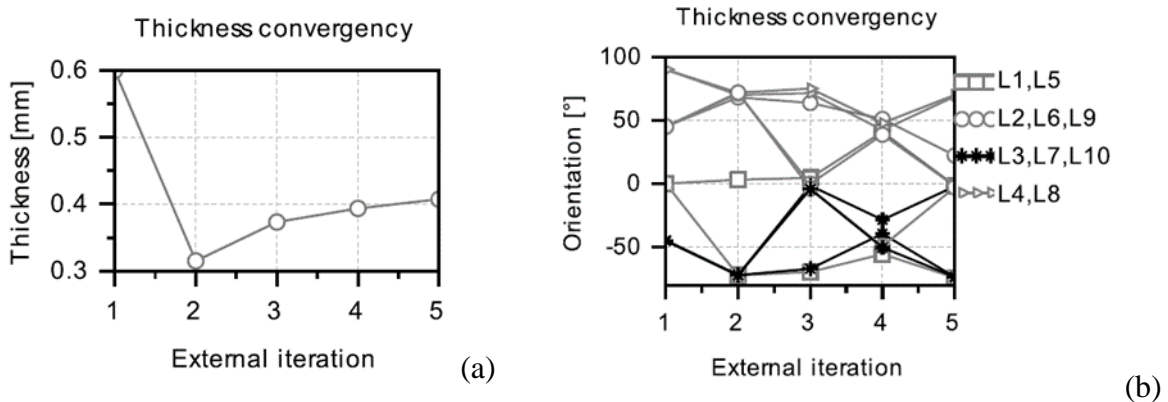 Thickness convergency
Thickness [mm]
0.6
0.5
0.4
0.3
1 2 3 4 5
External iteration
(a)
Thickness convergency
Orientation [°]
100
50
0
-50
1 2 3 4 5
External iteration
L1,L5
L2,L6,L9
L3,L7,L10
L4,L8
(b)